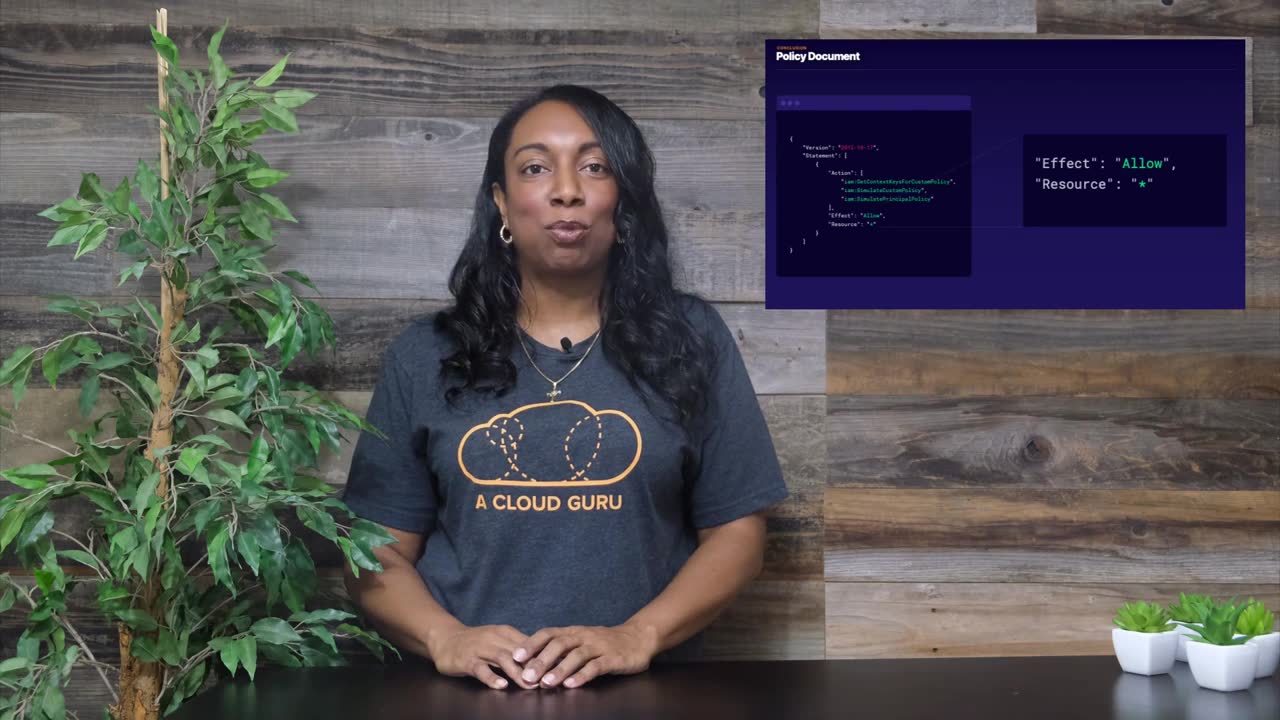 CONCLUSION
Policy Document
{
"Version": "2012-10-17",
"Statement": [
{
"Action": [
"iam:GetContextKeysForCustomPolicy",
"iam:SimulateCustomPolicy",
"iam:SimulatePrincipalPolicy"
],
"Effect": "Allow",
"Resource": "*"
}
]
}
"Effect": "Allow",
"Resource": "*"
A CLOUD GURU